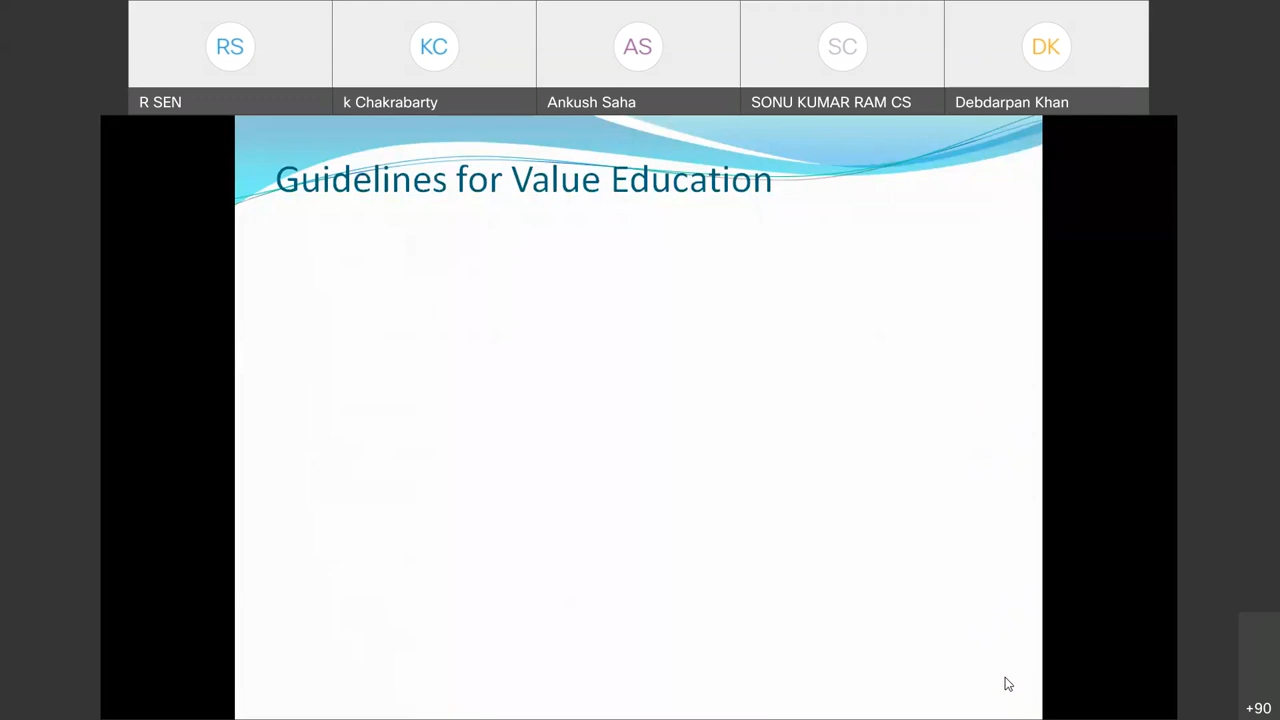 RS KC AS SC DK
R SEN k Chakrabarty Ankush Saha SONU KUMAR RAM CS Debdarpan Khan
Guidelines for Value Education
+90